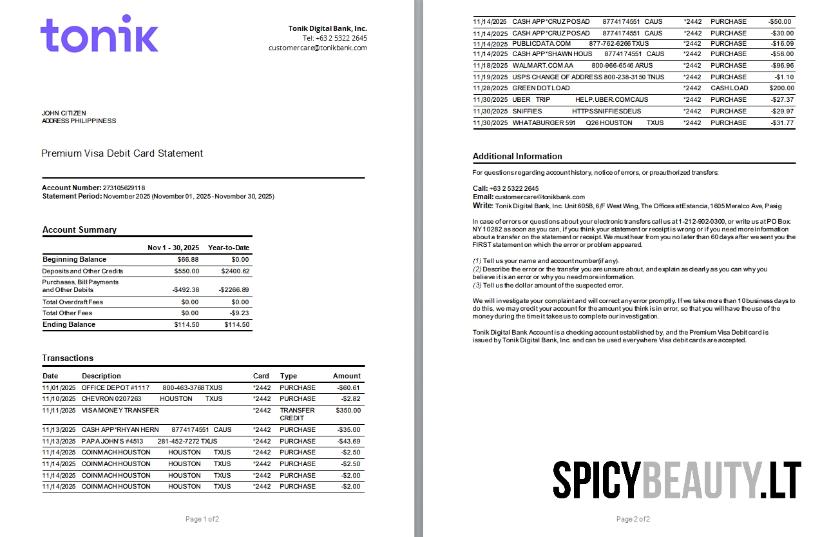 tonik
Tonik Digital Bank, Inc.
Tel: +63 2 5322 2645
customercare@tonikbank.com
JOHN CITIZEN
ADDRESS PHILIPPINESS
Premium Visa Debit Card Statement
Account Number: 273105629118
Statement Period: November 2025 (November 01, 2025 - November 30, 2025)
Account Summary
Nov 1 - 30, 2025 Year-to-Date
Beginning Balance $66.88 $0.00
Deposits and Other Credits $550.00 $2400.62
Purchases, Bill Payments
and Other Debits -$492.38 -$2266.89
Total Overdraft Fees $0.00 $0.00
Total Other Fees $0.00 -$9.23
Ending Balance $114.50 $114.50
Transactions
Date Description Card Type Amount
11/01/2025 OFFICE DEPOT #1117 800-463-3768 TXUS *2442 PURCHASE -$60.61
11/10/2025 CHEVRON 0207263 HOUSTON TXUS *2442 PURCHASE -$2.82
11/11/2025 VISA MONEY TRANSFER *2442 TRANSFER CREDIT $350.00
11/13/2025 CASH APP*RHYAN HERN 8774174551 CAUS *2442 PURCHASE -$35.00
11/13/2025 PAPA JOHN'S #4513 281-452-7272 TXUS *2442 PURCHASE -$43.69
11/14/2025 COINMACH HOUSTON HOUSTON TXUS *2442 PURCHASE -$2.50
11/14/2025 COINMACH HOUSTON HOUSTON TXUS *2442 PURCHASE -$2.50
11/14/2025 COINMACH HOUSTON HOUSTON TXUS *2442 PURCHASE -$2.00
11/14/2025 COINMACH HOUSTON HOUSTON TXUS *2442 PURCHASE -$2.00
Page 1 of 2
11/14/2025 CASH APP*CRUZ POSAD 8774174551 CAUS *2442 PURCHASE -$50.00
11/14/2025 CASH APP*CRUZ POSAD 8774174551 CAUS *2442 PURCHASE -$30.00
11/14/2025 PUBLICDATA.COM 877-762-6266 TXUS *2442 PURCHASE -$16.09
11/14/2025 CASH APP*SHAWN HOUS 8774174551 CAUS *2442 PURCHASE -$56.00
11/18/2025 WALMART.COM AA 800-966-6546 ARUS *2442 PURCHASE -$96.96
11/19/2025 USPS CHANGE OF ADDRESS 800-238-3150 TNUS *2442 PURCHASE -$1.10
11/28/2025 GREEN DOT LOAD *2442 CASH LOAD $200.00
11/30/2025 UBER TRIP HELP.UBER.COMCAUS *2442 PURCHASE -$27.37
11/30/2025 SNIFFIES HTTPSSNIFFIESDEUS *2442 PURCHASE -$29.97
11/30/2025 WHATABURGER 591 Q26 HOUSTON TXUS *2442 PURCHASE -$31.77
Additional Information
For questions regarding account history, notice of errors, or preauthorized transfers:
Call: +63 2 5322 2645
Email: customercare@tonikbank.com
Write: Tonik Digital Bank, Inc. Unit 605B, 6/F West Wing, The Offices at Estancia, 1605 Meralco Ave, Pasig
In case of errors or questions about your electronic transfers call us at 1-212-902-0300, or write us at PO Box
NY 10282 as soon as you can, if you think your statement or receipt is wrong or if you need more information
about a transfer on the statement or receipt. We must hear from you no later than 60 days after we sent you the
FIRST statement on which the error or problem appeared.
(1) Tell us your name and account number (if any).
(2) Describe the error or the transfer you are unsure about, and explain as clearly as you can why you
believe it is an error or why you need more information.
(3) Tell us the dollar amount of the suspected error.
We will investigate your complaint and will correct any error promptly. If we take more than 10 business days to
do this, we may credit your account for the amount you think is in error, so that you will have the use of the
money during the time it takes us to complete our investigation.
Tonik Digital Bank Account is a checking account established by, and the Premium Visa Debit card is
issued by Tonik Digital Bank, Inc. and can be used everywhere Visa debit cards are accepted.
SPICYBEAUTY.LT
Page 2 of 2